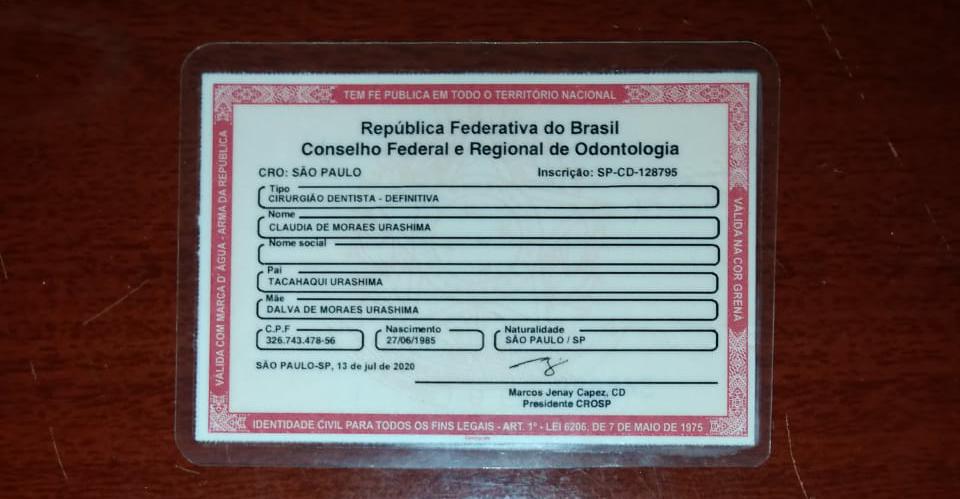 TEM FÉ PÚBLICA EM TODO O TERRITÓRIO NACIONAL
República Federativa do Brasil
Conselho Federal e Regional de Odontologia
CRO: SÃO PAULO Inscrição: SP-CD-128795
Tipo
CIRURGIÃO DENTISTA - DEFINITIVA
Nome
CLAUDIA DE MORAES URASHIMA
Nome social
Pai
TACAHAQUI URASHIMA
Mãe
DALVA DE MORAES URASHIMA
C.P.F Nascimento Naturalidade
326.743.478-56 27/06/1985 SÃO PAULO / SP
SÃO PAULO-SP, 13 de jul de 2020
Marcos Jenay Capez, CD
Presidente CROSP
IDENTIDADE CIVIL PARA TODOS OS FINS LEGAIS - ART. 1º - LEI 6206, DE 7 DE MAIO DE 1975
VÁLIDA COM MARCA D' ÁGUA - ARMA DA REPÚBLICA
VÁLIDA NA COR GRENÁ